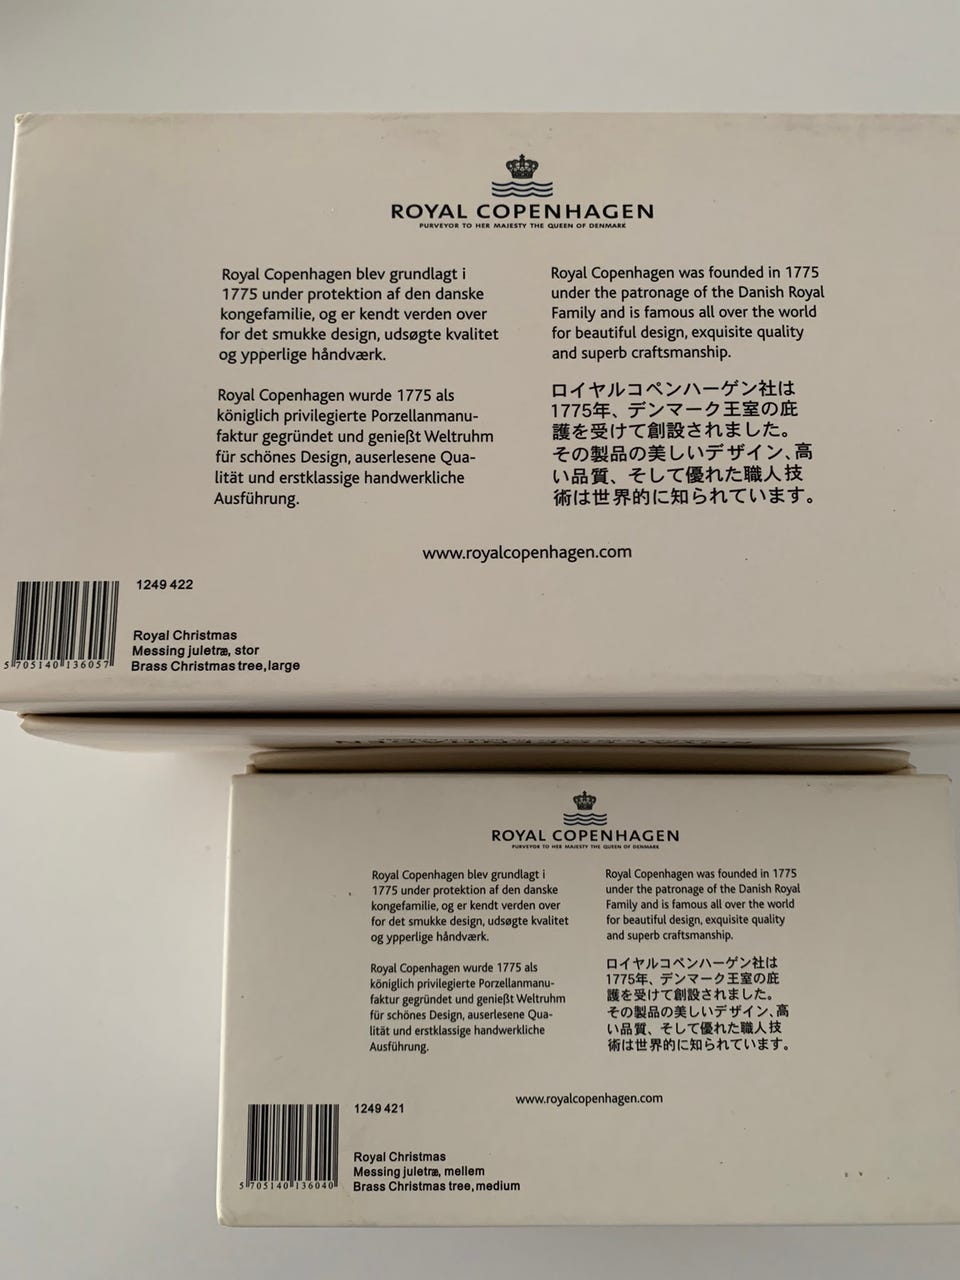 ROYAL COPENHAGEN
PURVEYOR TO HER MAJESTY THE QUEEN OF DENMARK
Royal Copenhagen blev grundlagt i
1775 under protektion af den danske
kongefamilie, og er kendt verden over
for det smukke design, udsøgte kvalitet
og ypperlige håndværk.
Royal Copenhagen wurde 1775 als
königlich privilegierte Porzellanmanu-
faktur gegründet und genießt Weltruhm
für schönes Design, auserlesene Qua-
lität und erstklassige handwerkliche
Ausführung.
Royal Copenhagen was founded in 1775
under the patronage of the Danish Royal
Family and is famous all over the world
for beautiful design, exquisite quality
and superb craftsmanship.
ロイヤルコペンハーゲン社は
1775年、デンマーク王室の庇
護を受けて創設されました。
その製品の美しいデザイン、高
い品質、そして優れた職人技
術は世界的に知られています。
www.royalcopenhagen.com
1249 422
5 705140 136057
Royal Christmas
Messing juletræ, stor
Brass Christmas tree, large
ROYAL COPENHAGEN
PURVEYOR TO HER MAJESTY THE QUEEN OF DENMARK
Royal Copenhagen blev grundlagt i
1775 under protektion af den danske
kongefamilie, og er kendt verden over
for det smukke design, udsøgte kvalitet
og ypperlige håndværk.
Royal Copenhagen wurde 1775 als
königlich privilegierte Porzellanmanu-
faktur gegründet und genießt Weltruhm
für schönes Design, auserlesene Qua-
lität und erstklassige handwerkliche
Ausführung.
Royal Copenhagen was founded in 1775
under the patronage of the Danish Royal
Family and is famous all over the world
for beautiful design, exquisite quality
and superb craftsmanship.
ロイヤルコペンハーゲン社は
1775年、デンマーク王室の庇
護を受けて創設されました。
その製品の美しいデザイン、高
い品質、そして優れた職人技
術は世界的に知られています。
www.royalcopenhagen.com
1249 421
5 705140 136040
Royal Christmas
Messing juletræ, mellem
Brass Christmas tree, medium